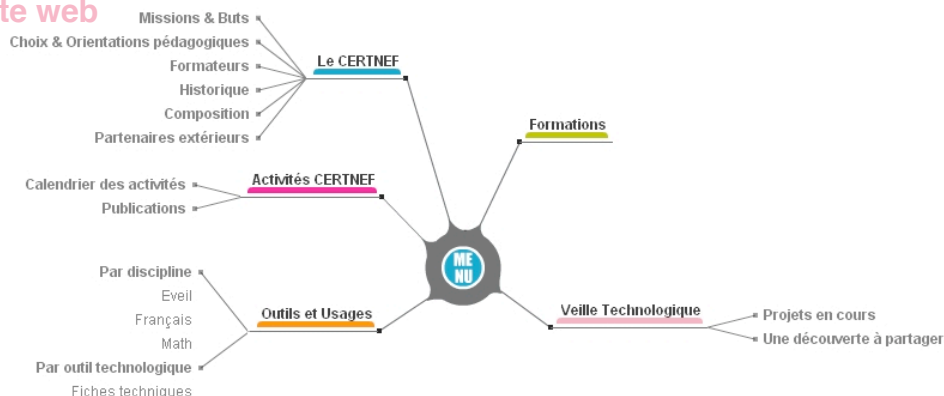 te web
Missions & Buts
Choix & Orientations pédagogiques
Formateurs
Historique
Composition
Partenaires extérieurs
Le CERTNEF
Formations
Activités CERTNEF
Calendrier des activités
Publications
ME
NU
Par discipline
Eveil
Français
Math
Par outil technologique
Fiches techniques
Outils et Usages
Veille Technologique
Projets en cours
Une découverte à partager